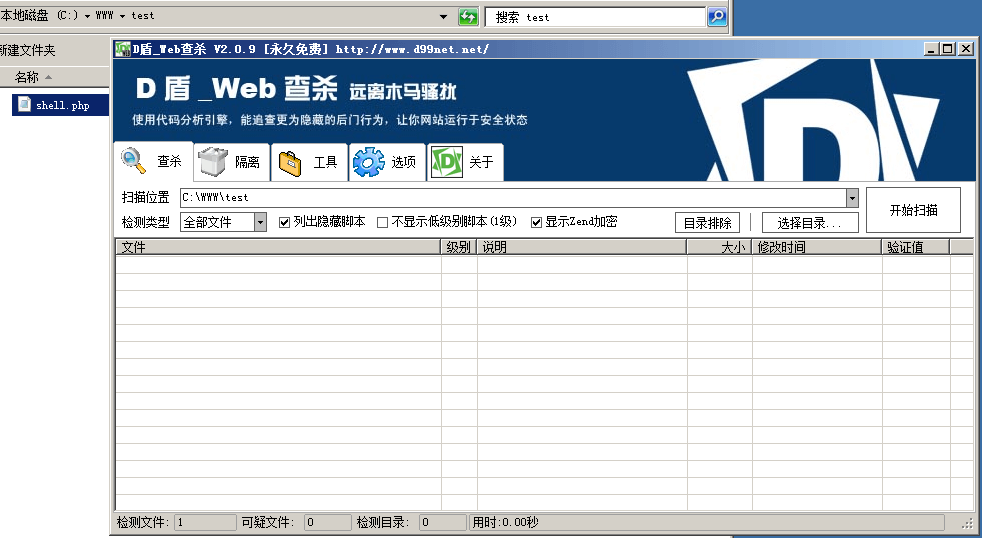 本地磁盘 (C:) WWW test
搜索 test
新建文件夹
名称
shell.php
D盾_Web查杀 V2.0.9 [永久免费] http://www.d99net.net/
D 盾 _Web 查杀 远离木马骚扰
使用代码分析引擎，能追查更为隐藏的后门行为，让你网站运行于安全状态
查杀 隔离 工具 选项 关于
扫描位置 C:\WWW\test
开始扫描
检测类型 全部文件 列出隐藏脚本 不显示低级别脚本(1级) 显示Zend加密 目录排除 选择目录...
文件 级别 说明 大小 修改时间 验证值
检测文件: 1 可疑文件: 0 检测目录: 0 用时:0.00秒